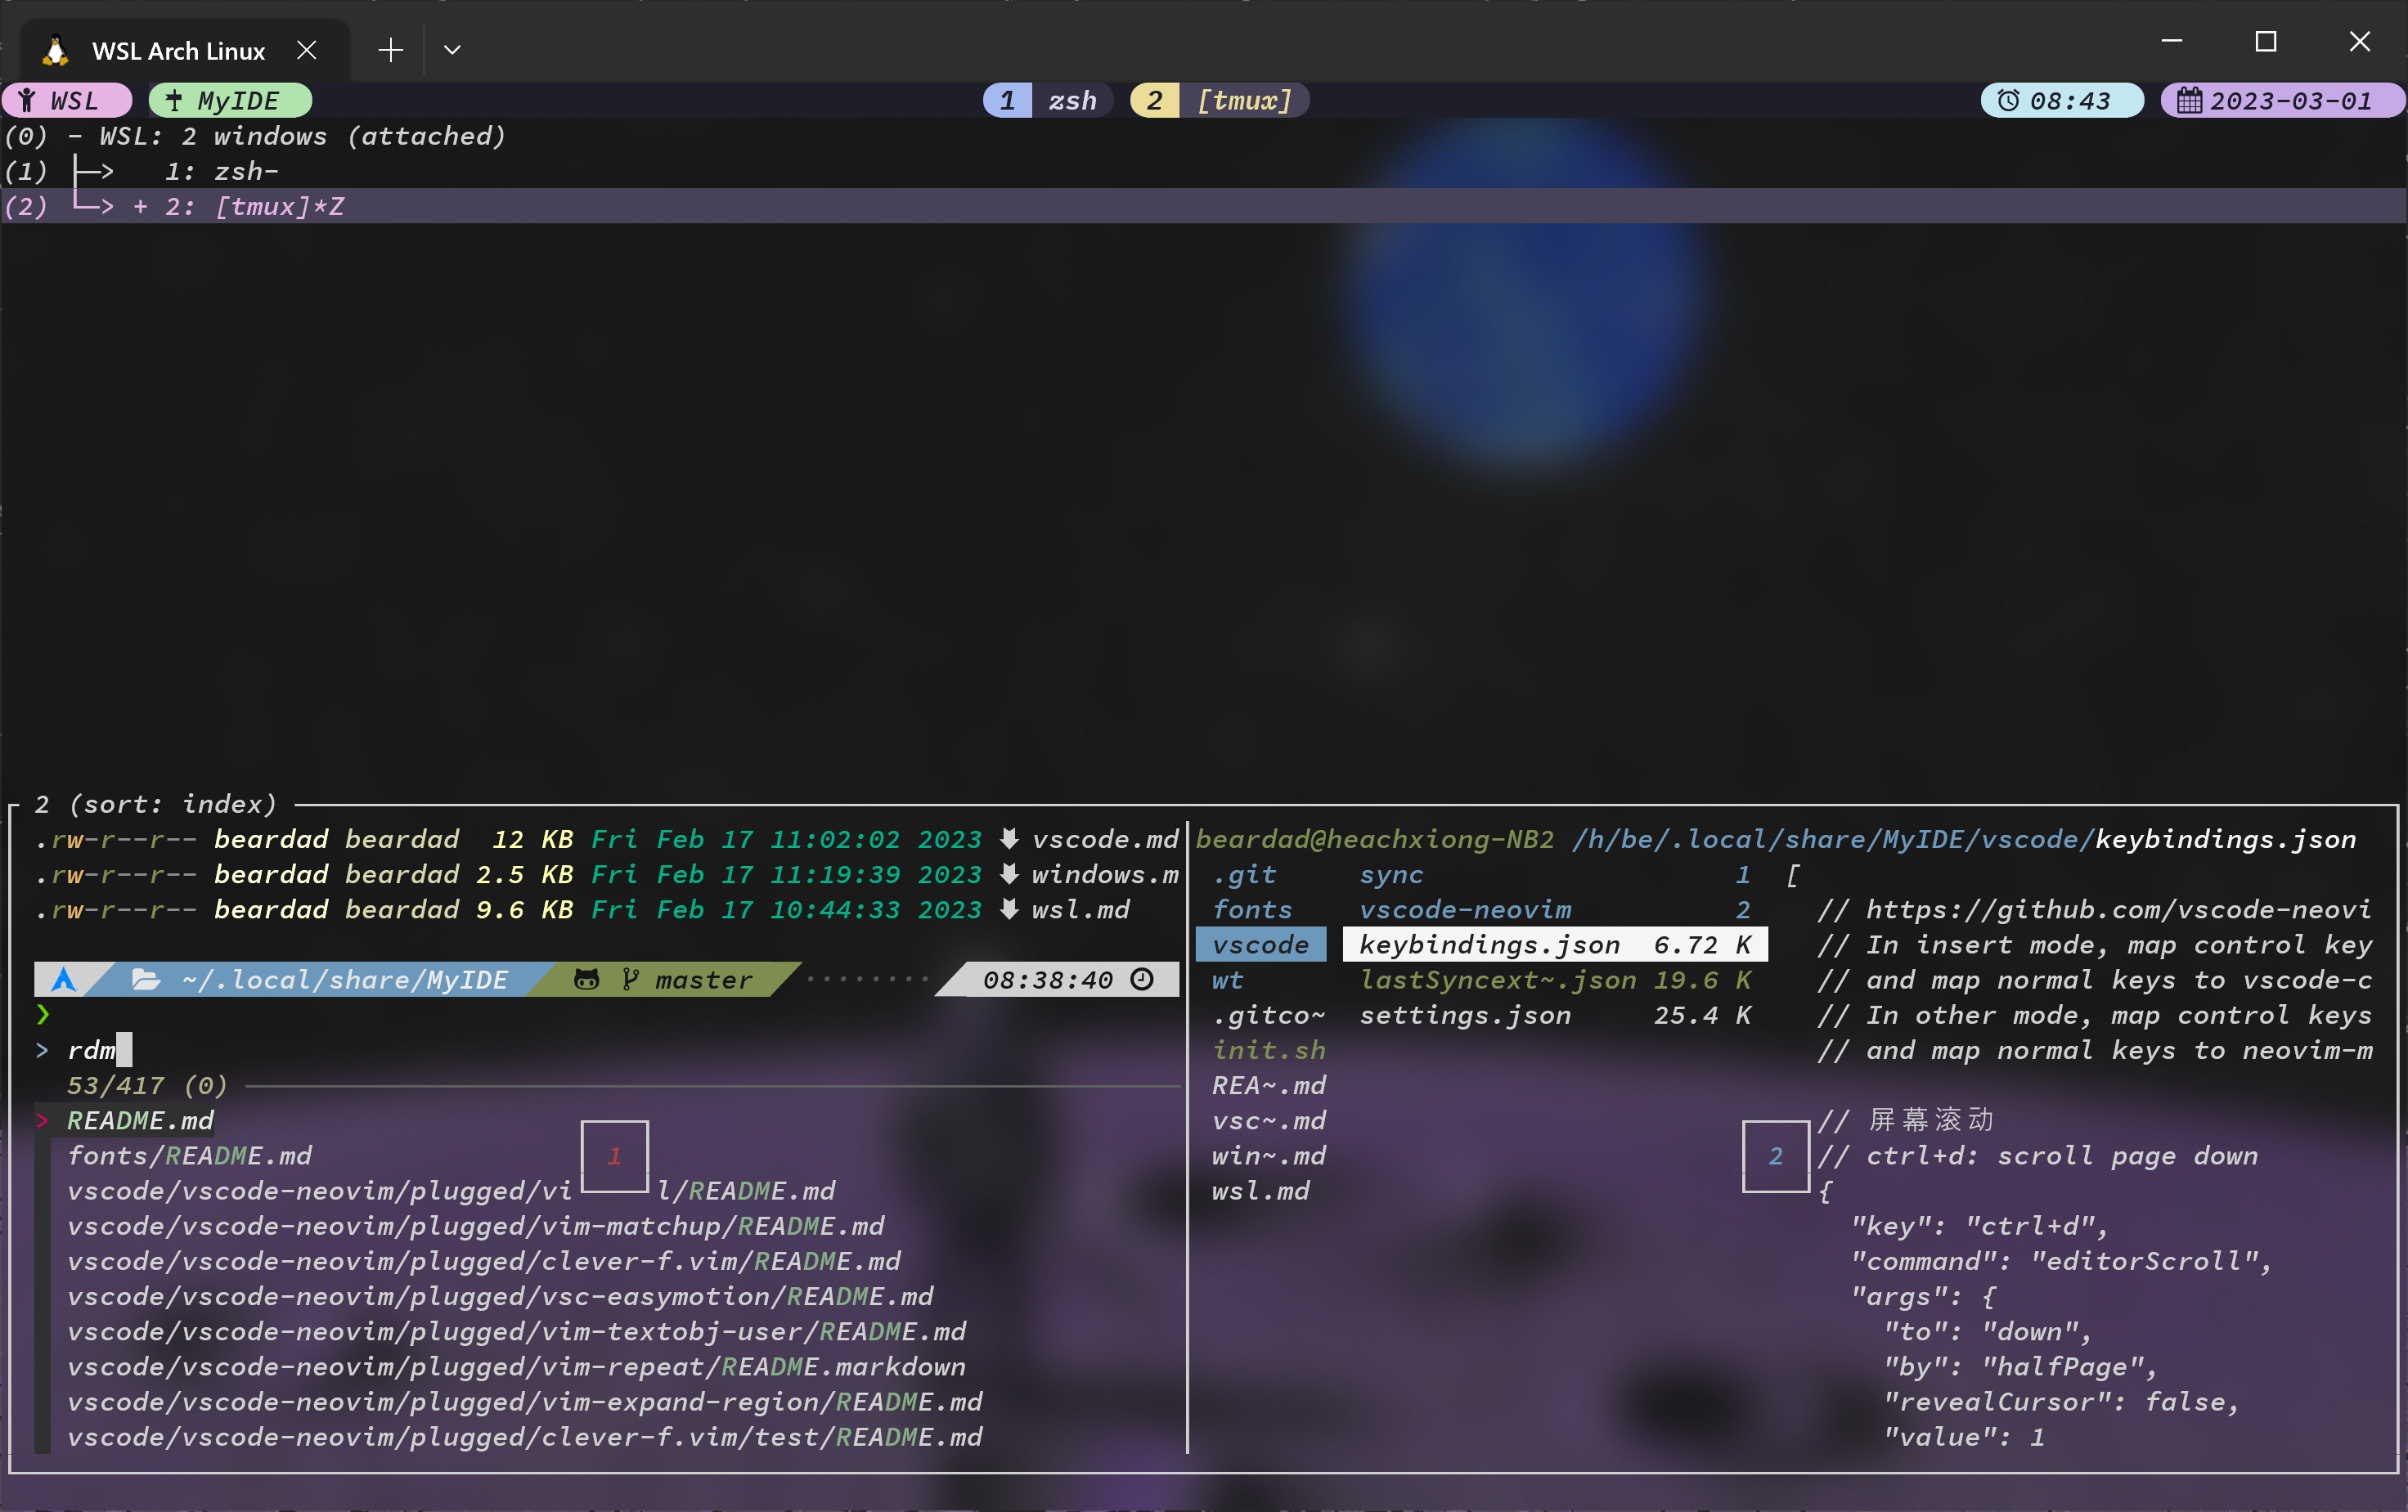 WSL Arch Linux
WSL MyIDE 1 zsh 2 [tmux] 08:43 2023-03-01
(0) - WSL: 2 windows (attached)
(1) ├─> 1: zsh-
(2) └─> + 2: [tmux]*Z
2 (sort: index)
.rw-r--r-- beardad beardad 12 KB Fri Feb 17 11:02:02 2023 vscode.md
.rw-r--r-- beardad beardad 2.5 KB Fri Feb 17 11:19:39 2023 windows.m
.rw-r--r-- beardad beardad 9.6 KB Fri Feb 17 10:44:33 2023 wsl.md
~/.local/share/MyIDE master ········ 08:38:40
❯
> rdm
53/417 (0)
> README.md
fonts/README.md
1
vscode/vscode-neovim/plugged/vi l/README.md
vscode/vscode-neovim/plugged/vim-matchup/README.md
vscode/vscode-neovim/plugged/clever-f.vim/README.md
vscode/vscode-neovim/plugged/vsc-easymotion/README.md
vscode/vscode-neovim/plugged/vim-textobj-user/README.md
vscode/vscode-neovim/plugged/vim-repeat/README.markdown
vscode/vscode-neovim/plugged/vim-expand-region/README.md
vscode/vscode-neovim/plugged/clever-f.vim/test/README.md
beardad@heachxiong-NB2 /h/be/.local/share/MyIDE/vscode/keybindings.json
.git sync 1
fonts vscode-neovim 2
vscode keybindings.json 6.72 K
wt lastSyncext~.json 19.6 K
.gitco~ settings.json 25.4 K
init.sh
REA~.md
vsc~.md
win~.md
wsl.md
[
// https://github.com/vscode-neovi
// In insert mode, map control key
// and map normal keys to vscode-c
// In other mode, map control keys
// and map normal keys to neovim-m
// 屏幕滚动
2
// ctrl+d: scroll page down
{
"key": "ctrl+d",
"command": "editorScroll",
"args": {
"to": "down",
"by": "halfPage",
"revealCursor": false,
"value": 1